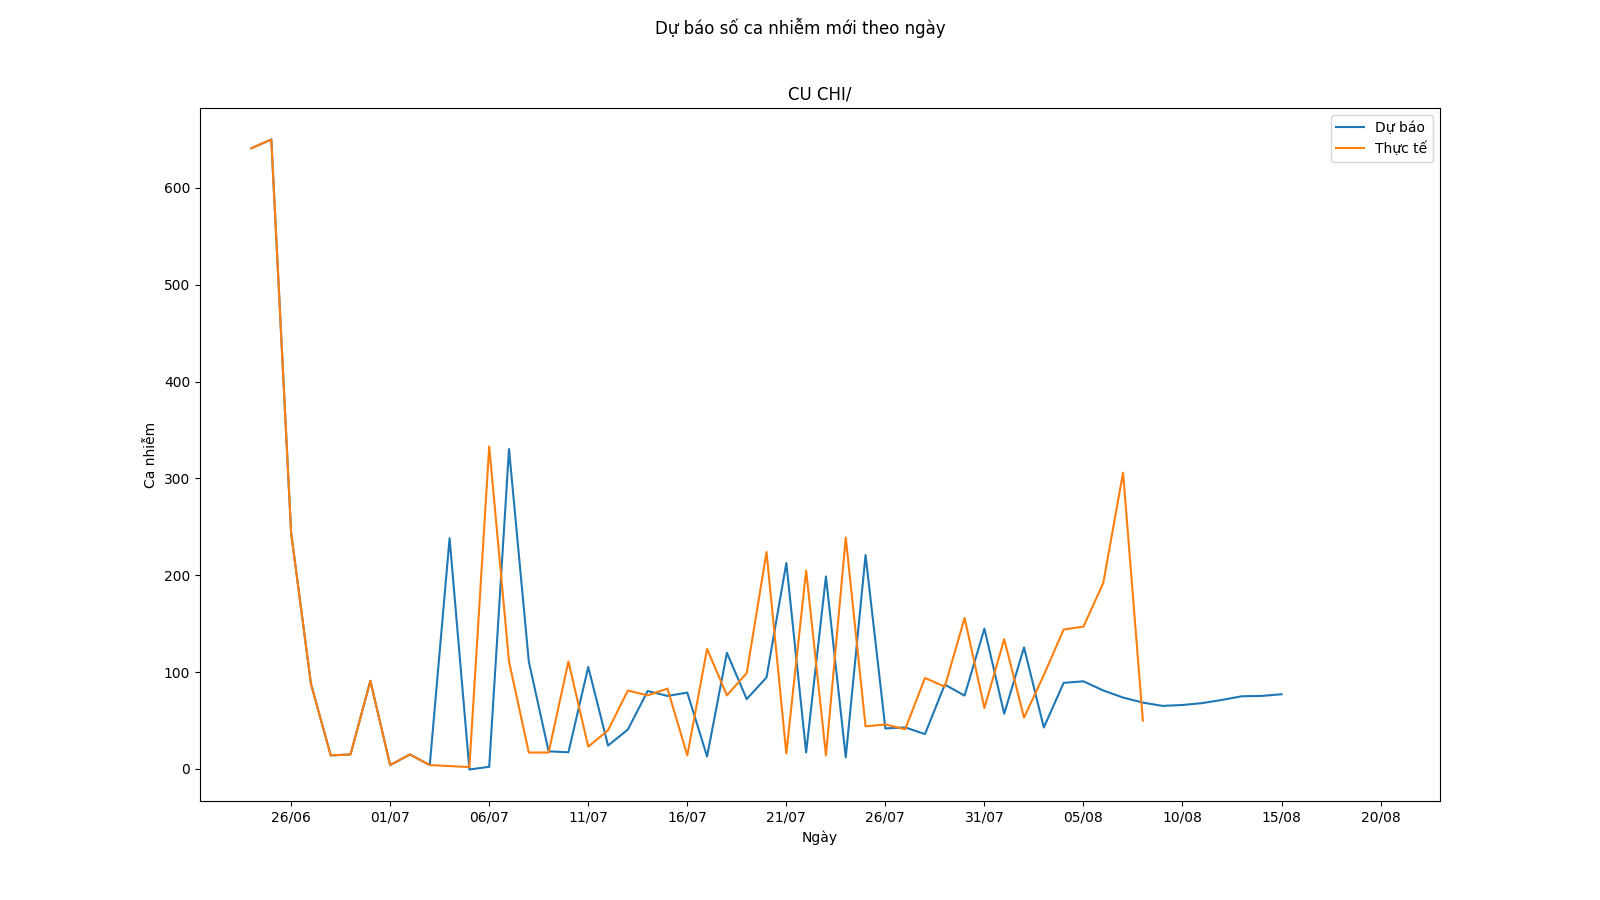 Dự báo số ca nhiễm mới theo ngày
CU CHI/
Dự báo
Thực tế
600
500
400
300
200
100
0
Ca nhiễm
26/06 01/07 06/07 11/07 16/07 21/07 26/07 31/07 05/08 10/08 15/08 20/08
Ngày